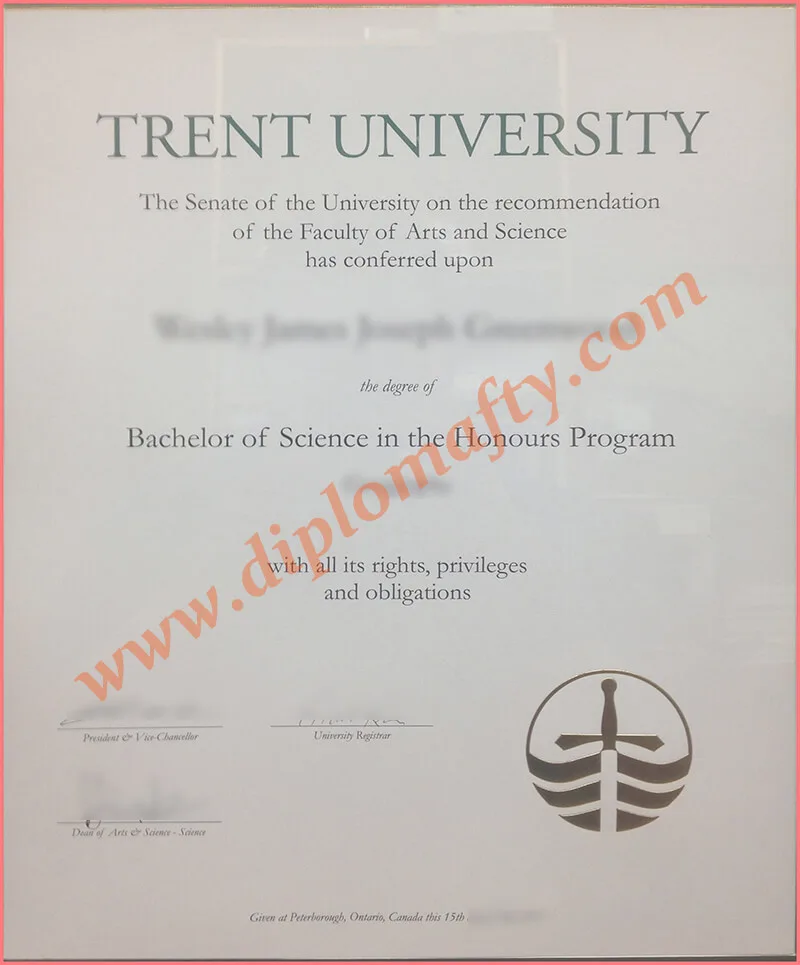 TRENT UNIVERSITY
The Senate of the University on the recommendation
of the Faculty of Arts and Science
has conferred upon
the degree of
Bachelor of Science in the Honours Program
with all its rights, privileges
and obligations
President & Vice-Chancellor
University Registrar
Dean of Arts & Science - Science
Given at Peterborough, Ontario, Canada this 15th
www.diplomafty.com